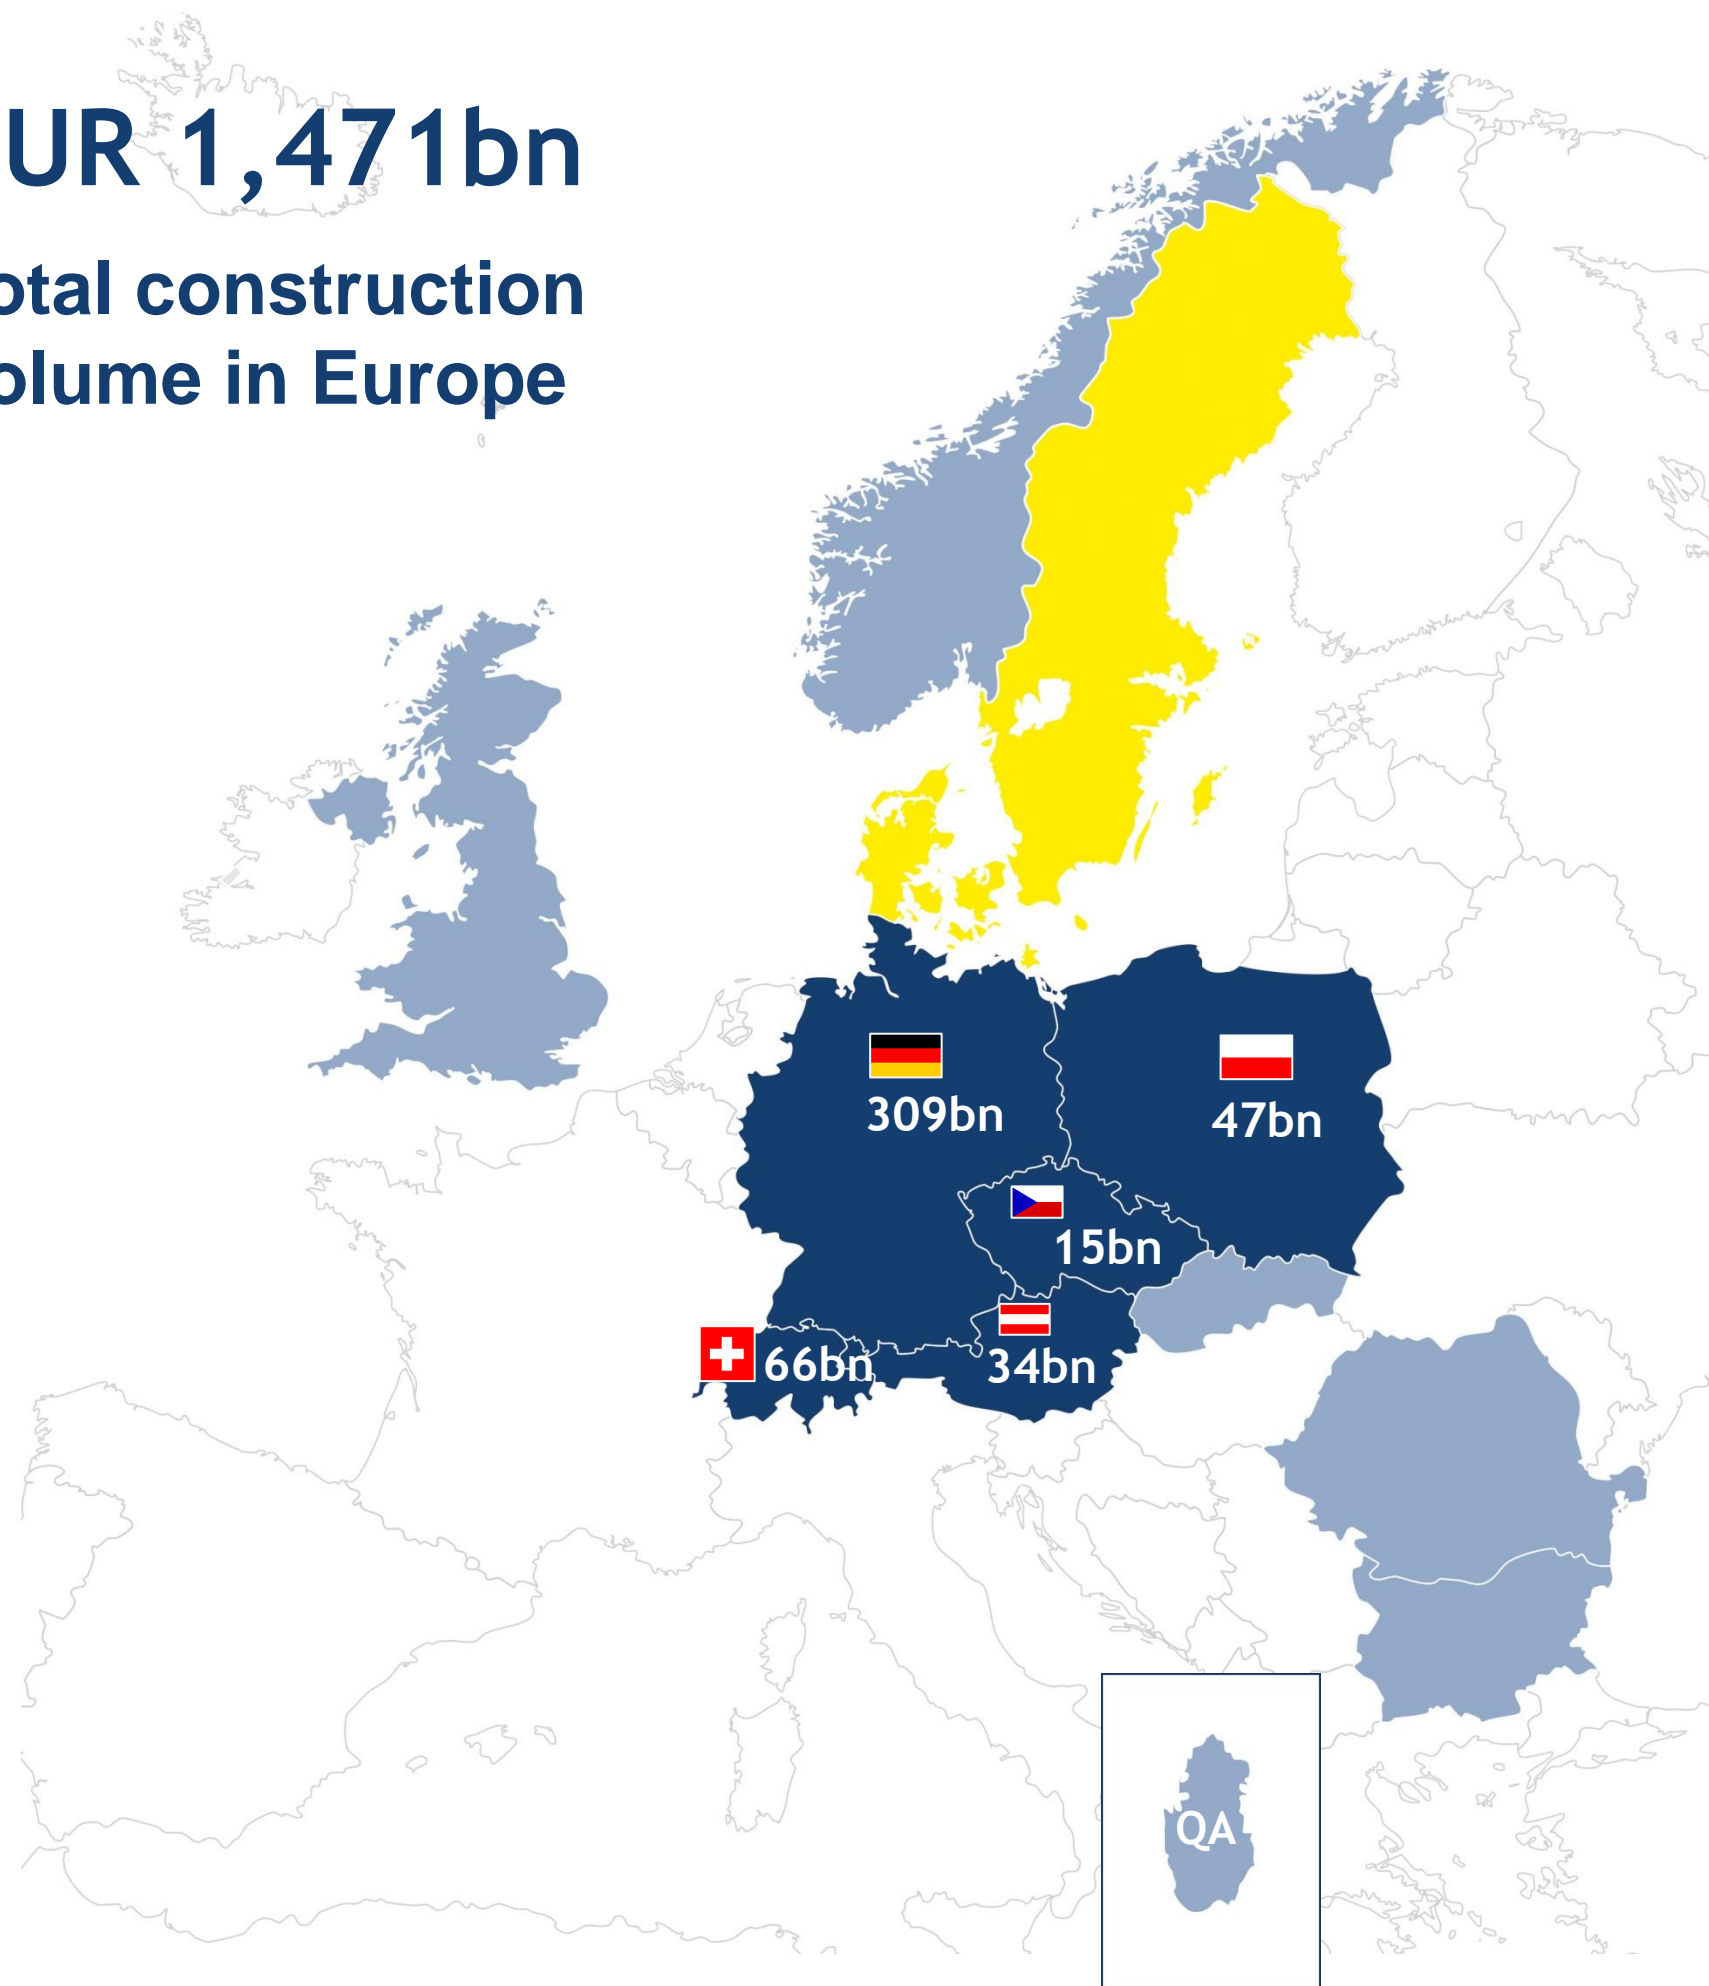 UR 1,471bn
otal construction
olume in Europe
309bn
47bn
15bn
66bn
34bn
QA